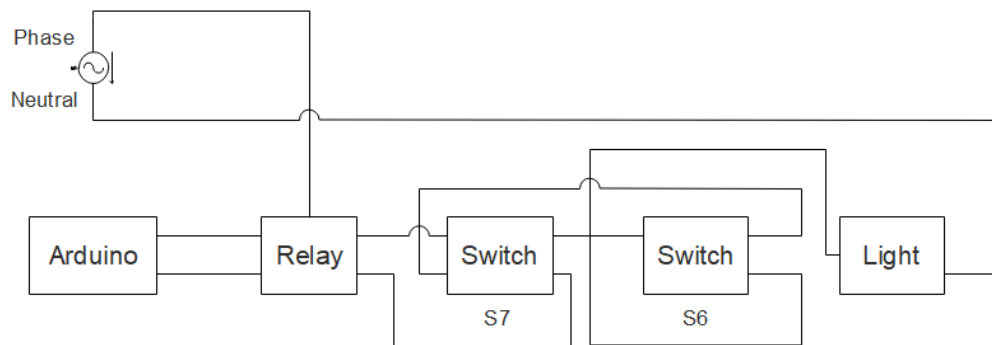 Phase
Neutral
Arduino
Relay
Switch
Switch
Light
S7
S6